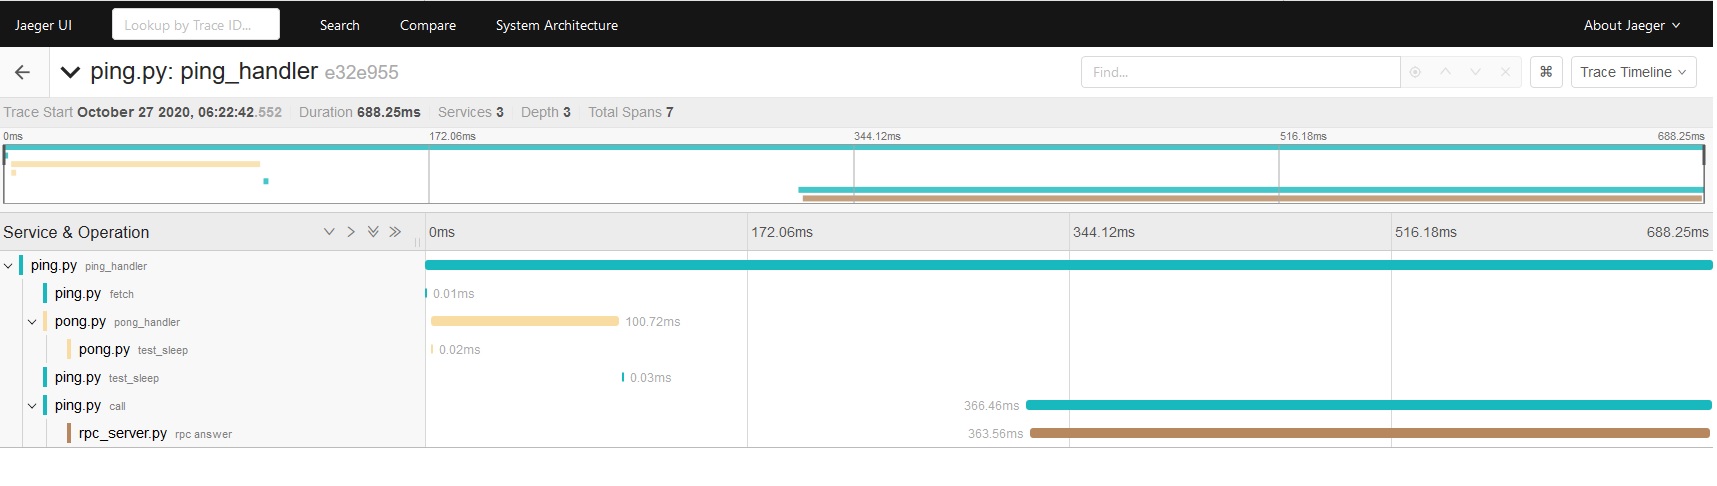 Jaeger UI Lookup by Trace ID... Search Compare System Architecture About Jaeger
ping.py: ping_handler e32e955 Find... ⌘ Trace Timeline
Trace Start October 27 2020, 06:22:42.552 Duration 688.25ms Services 3 Depth 3 Total Spans 7
0ms 172.06ms 344.12ms 516.18ms 688.25ms
Service & Operation 0ms 172.06ms 344.12ms 516.18ms 688.25ms
ping.py ping_handler
ping.py fetch 0.01ms
pong.py pong_handler 100.72ms
pong.py test_sleep 0.02ms
ping.py test_sleep 0.03ms
ping.py call 366.46ms
rpc_server.py rpc answer 363.56ms